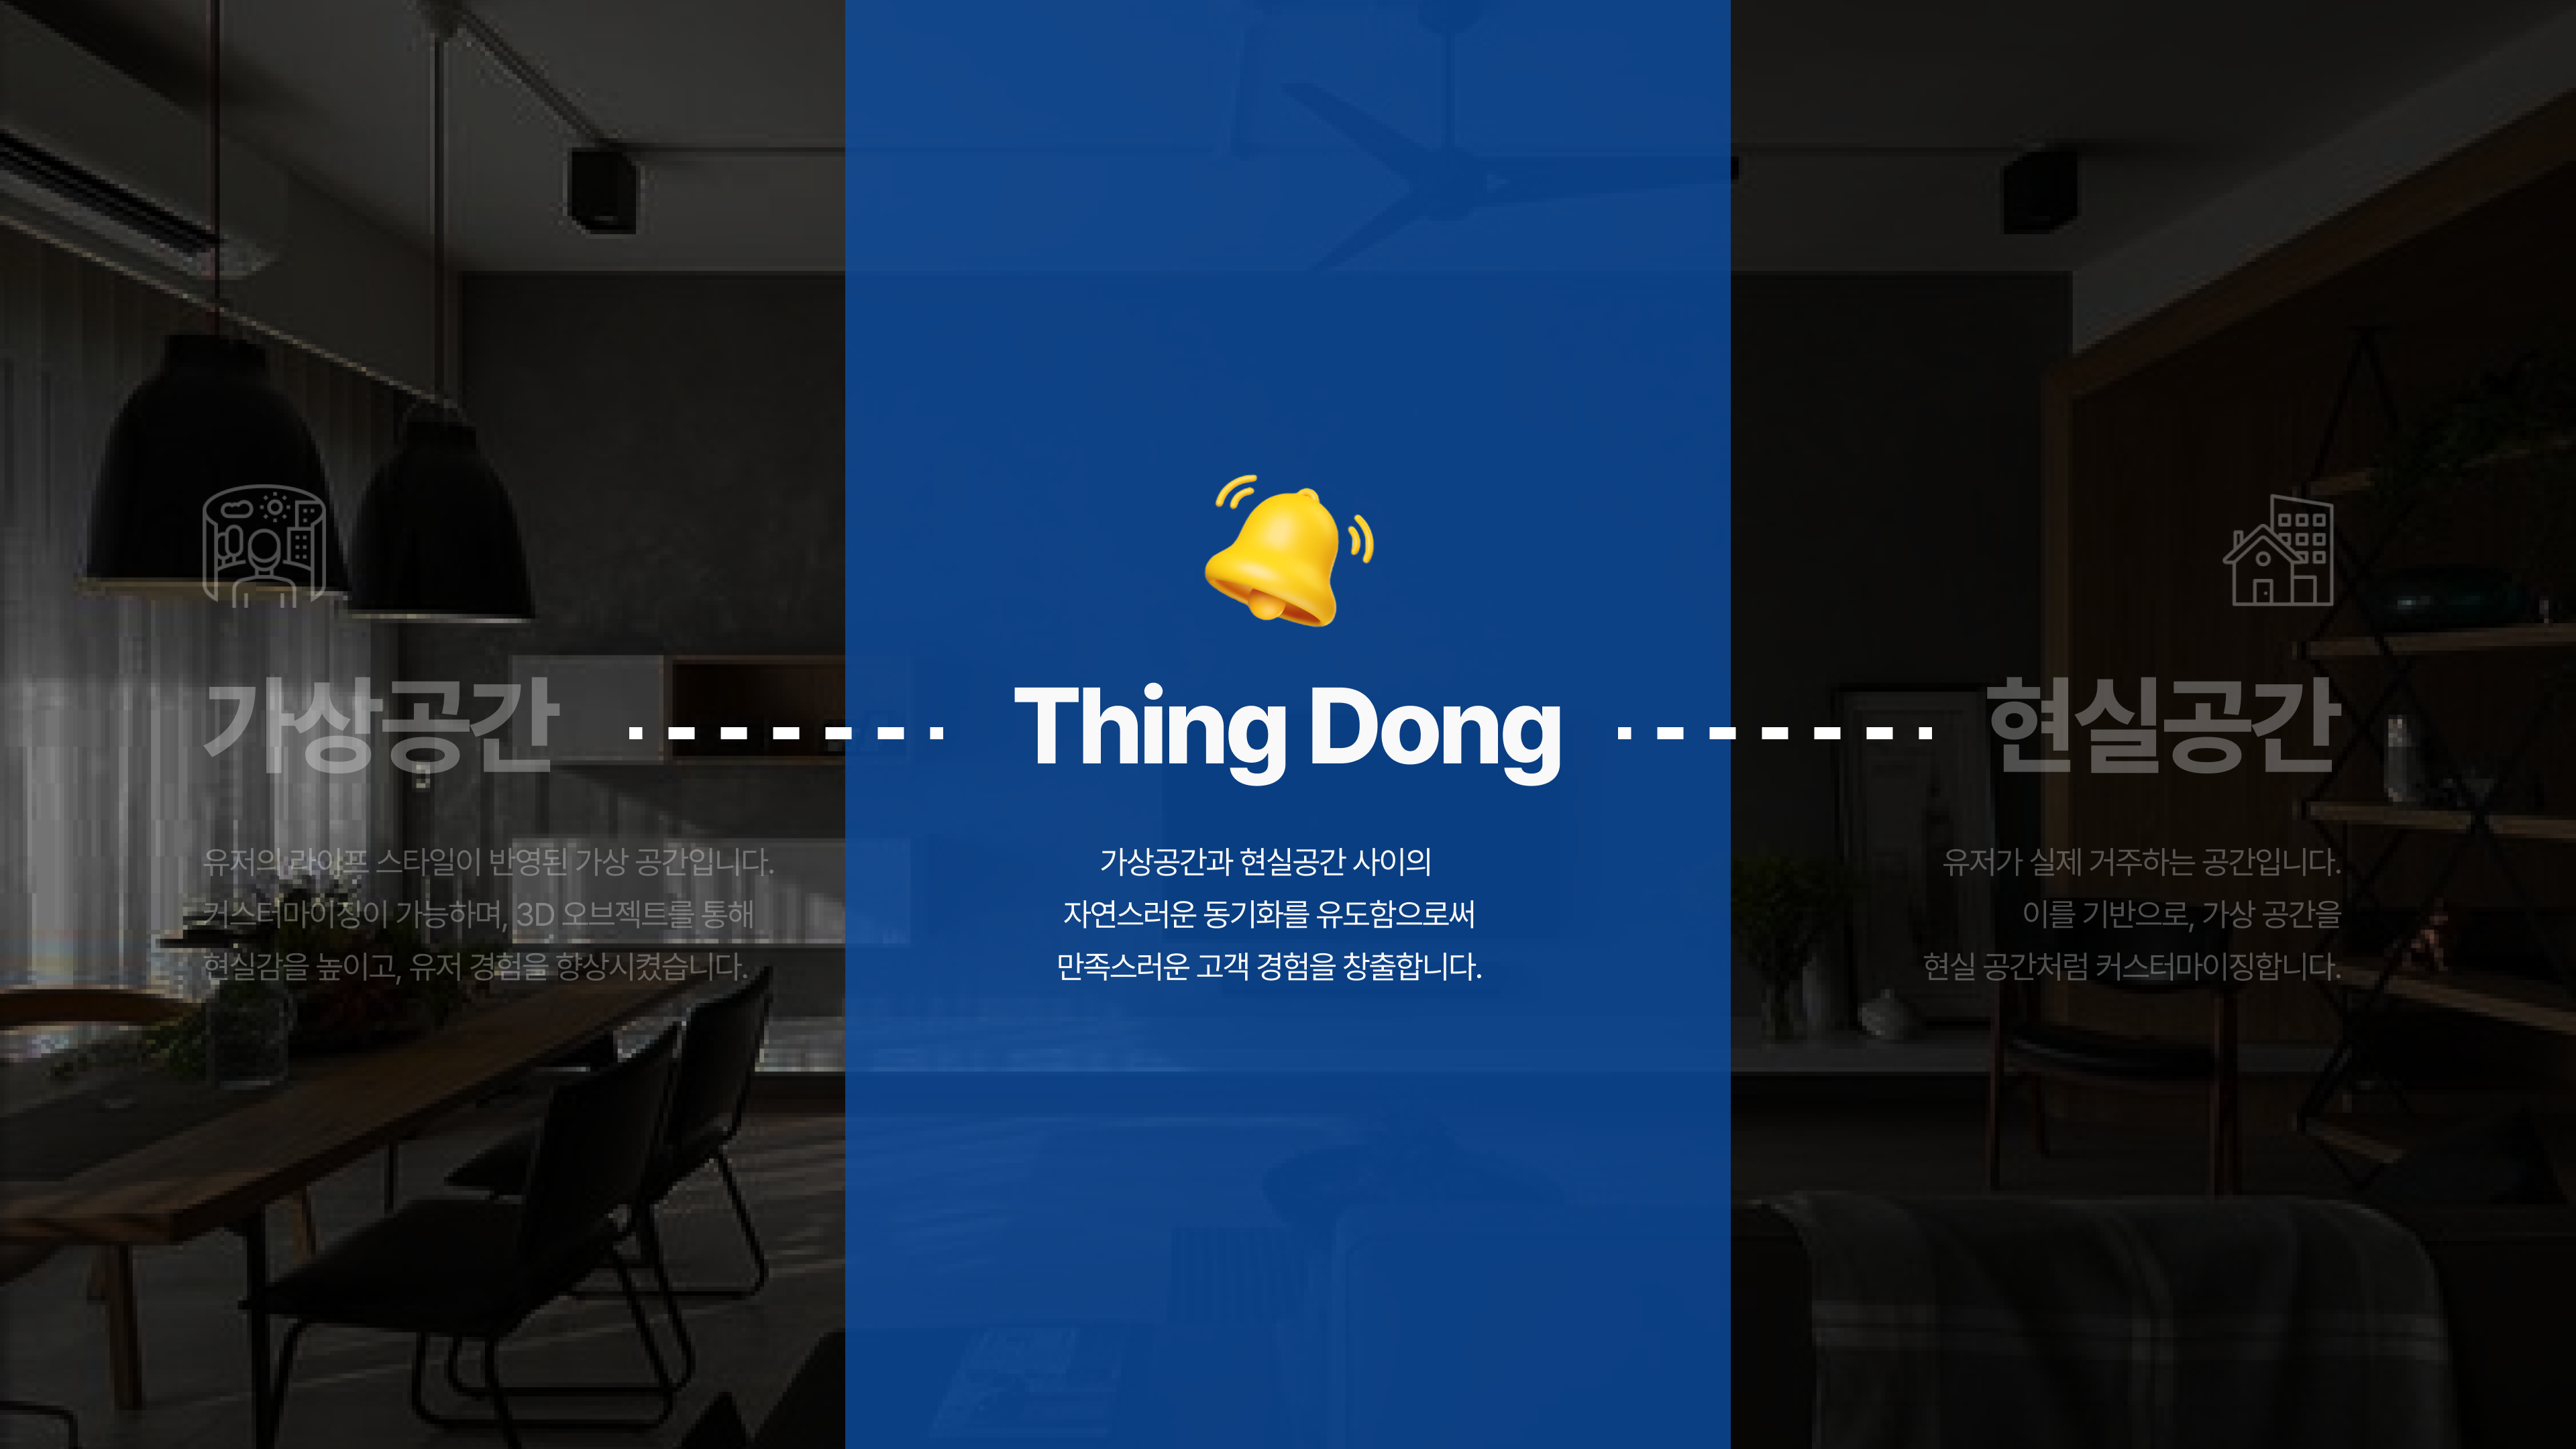 가상공간
유저의 라이프 스타일이 반영된 가상 공간입니다.
커스터마이징이 가능하며, 3D 오브젝트를 통해
현실감을 높이고, 유저 경험을 향상시켰습니다.
Thing Dong
가상공간과 현실공간 사이의
자연스러운 동기화를 유도함으로써
만족스러운 고객 경험을 창출합니다.
현실공간
유저가 실제 거주하는 공간입니다.
이를 기반으로, 가상 공간을
현실 공간처럼 커스터마이징합니다.